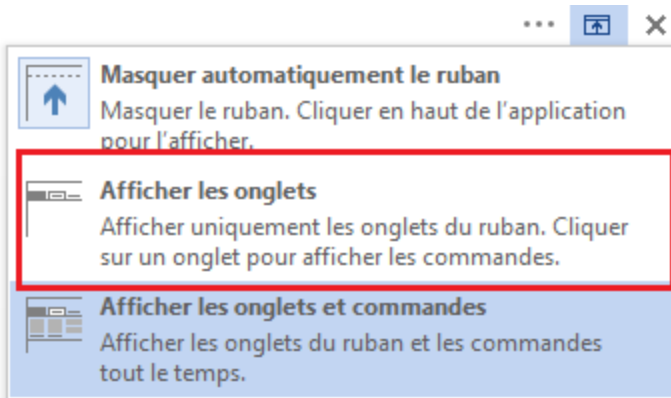 Masquer automatiquement le ruban
Masquer le ruban. Cliquer en haut de l'application
pour l'afficher.
Afficher les onglets
Afficher uniquement les onglets du ruban. Cliquer
sur un onglet pour afficher les commandes.
Afficher les onglets et commandes
Afficher les onglets du ruban et les commandes
tout le temps.